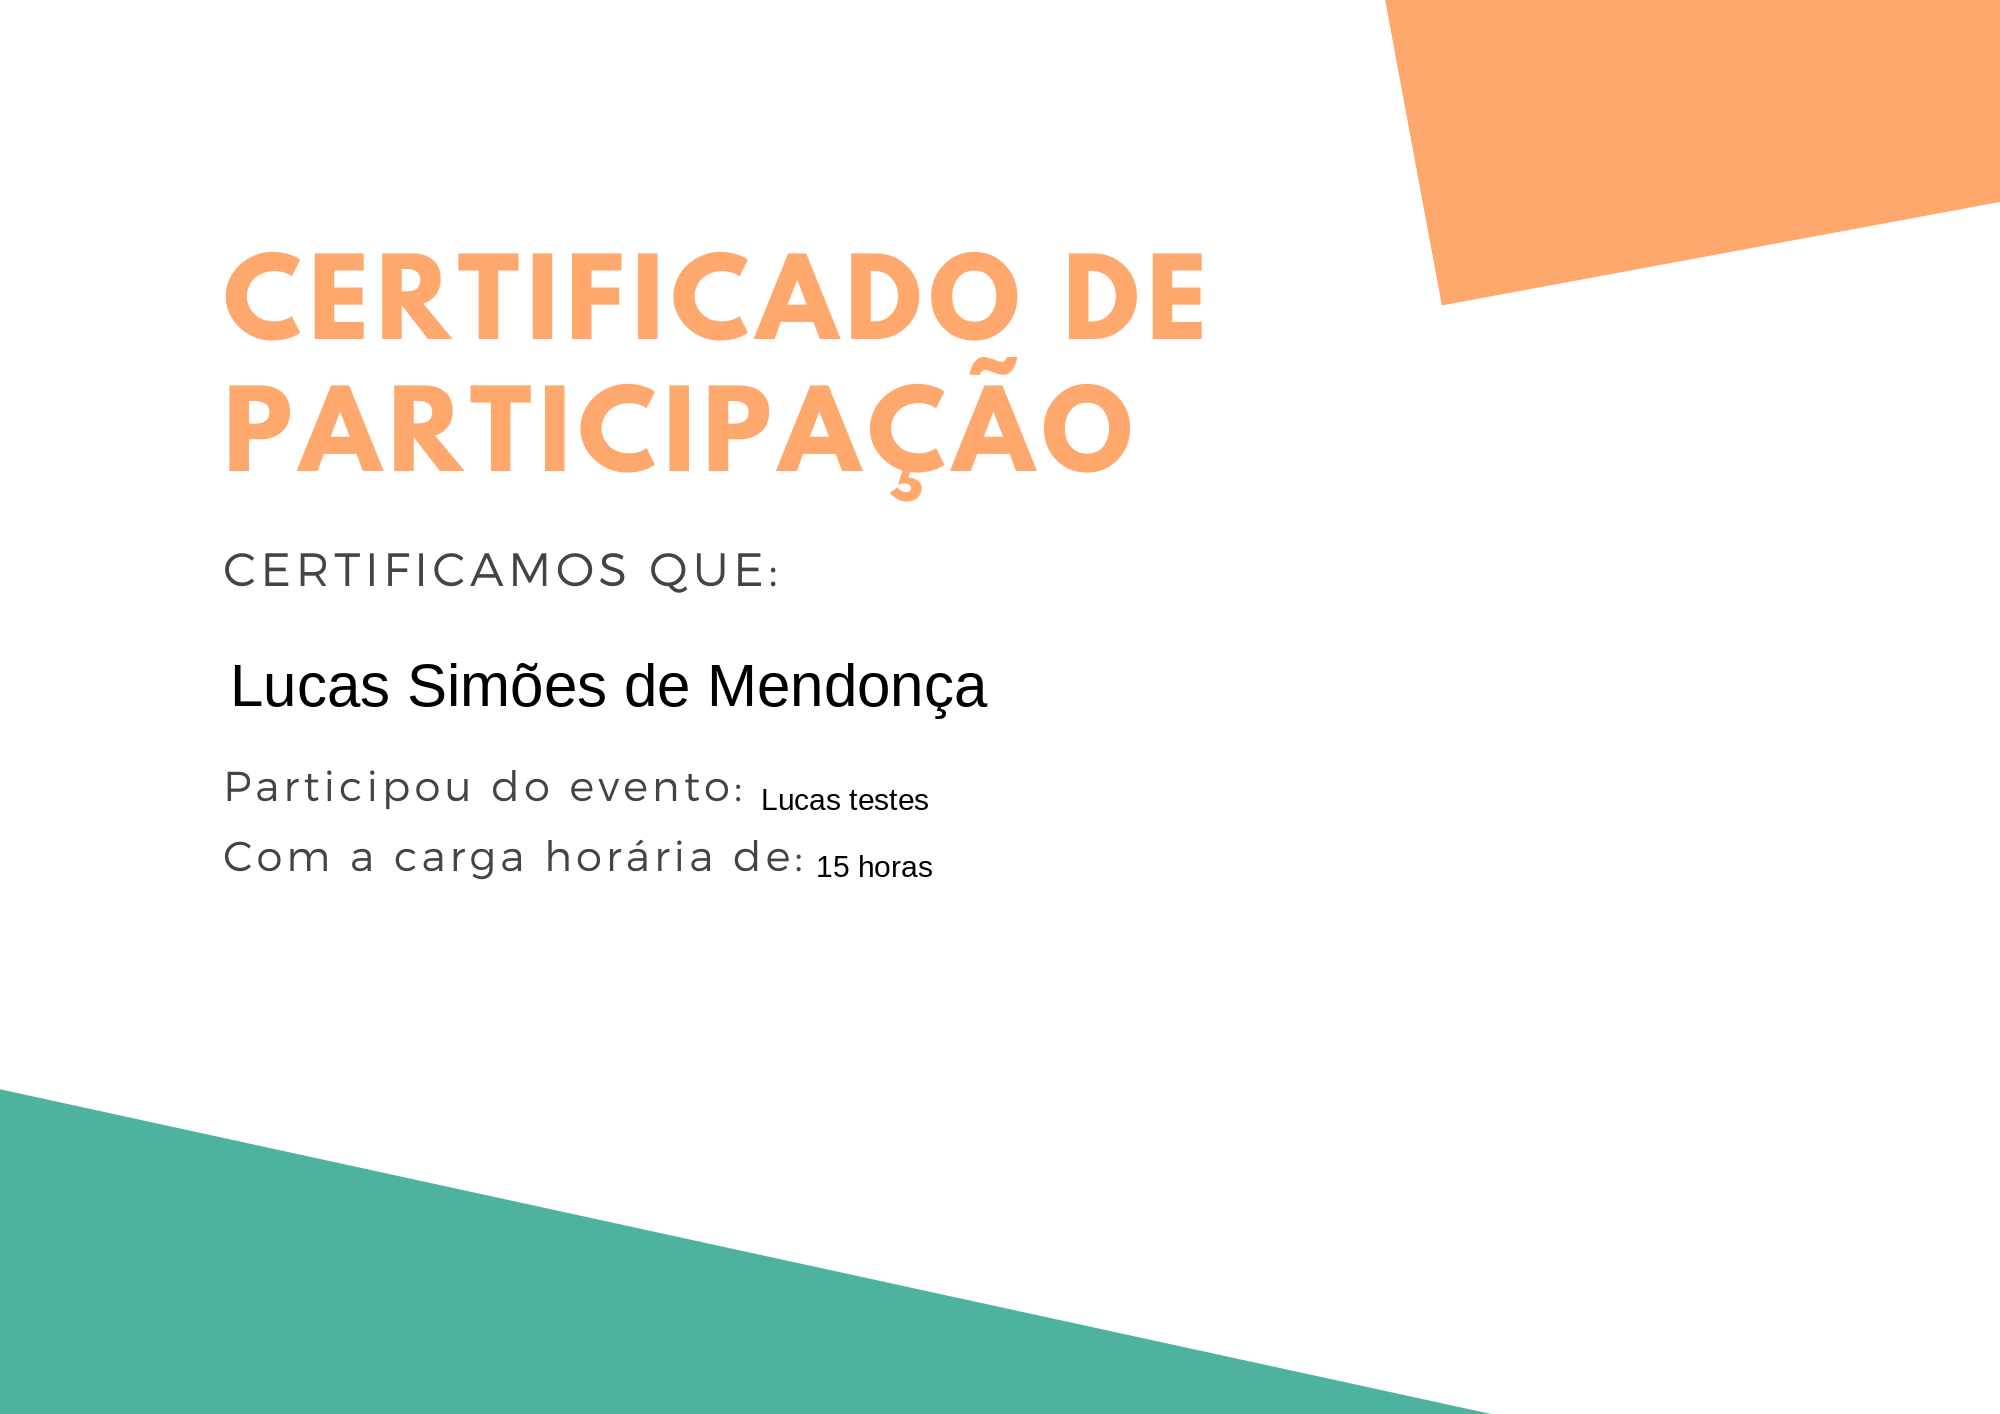 CERTIFICADO DE
PARTICIPAÇÃO
CERTIFICAMOS QUE:
Lucas Simões de Mendonça
Participou do evento: Lucas testes
Com a carga horária de: 15 horas